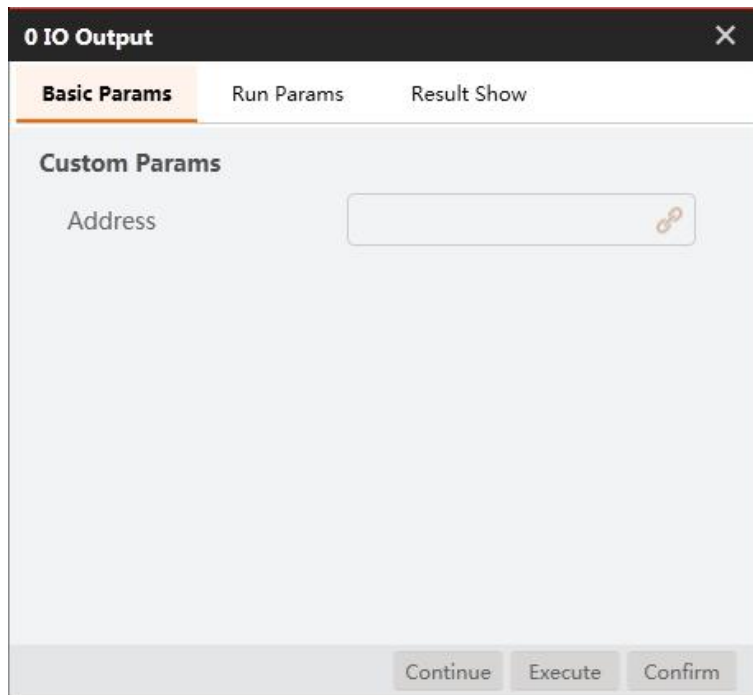 0 IO Output
Basic Params Run Params Result Show
Custom Params
Address
Continue Execute Confirm